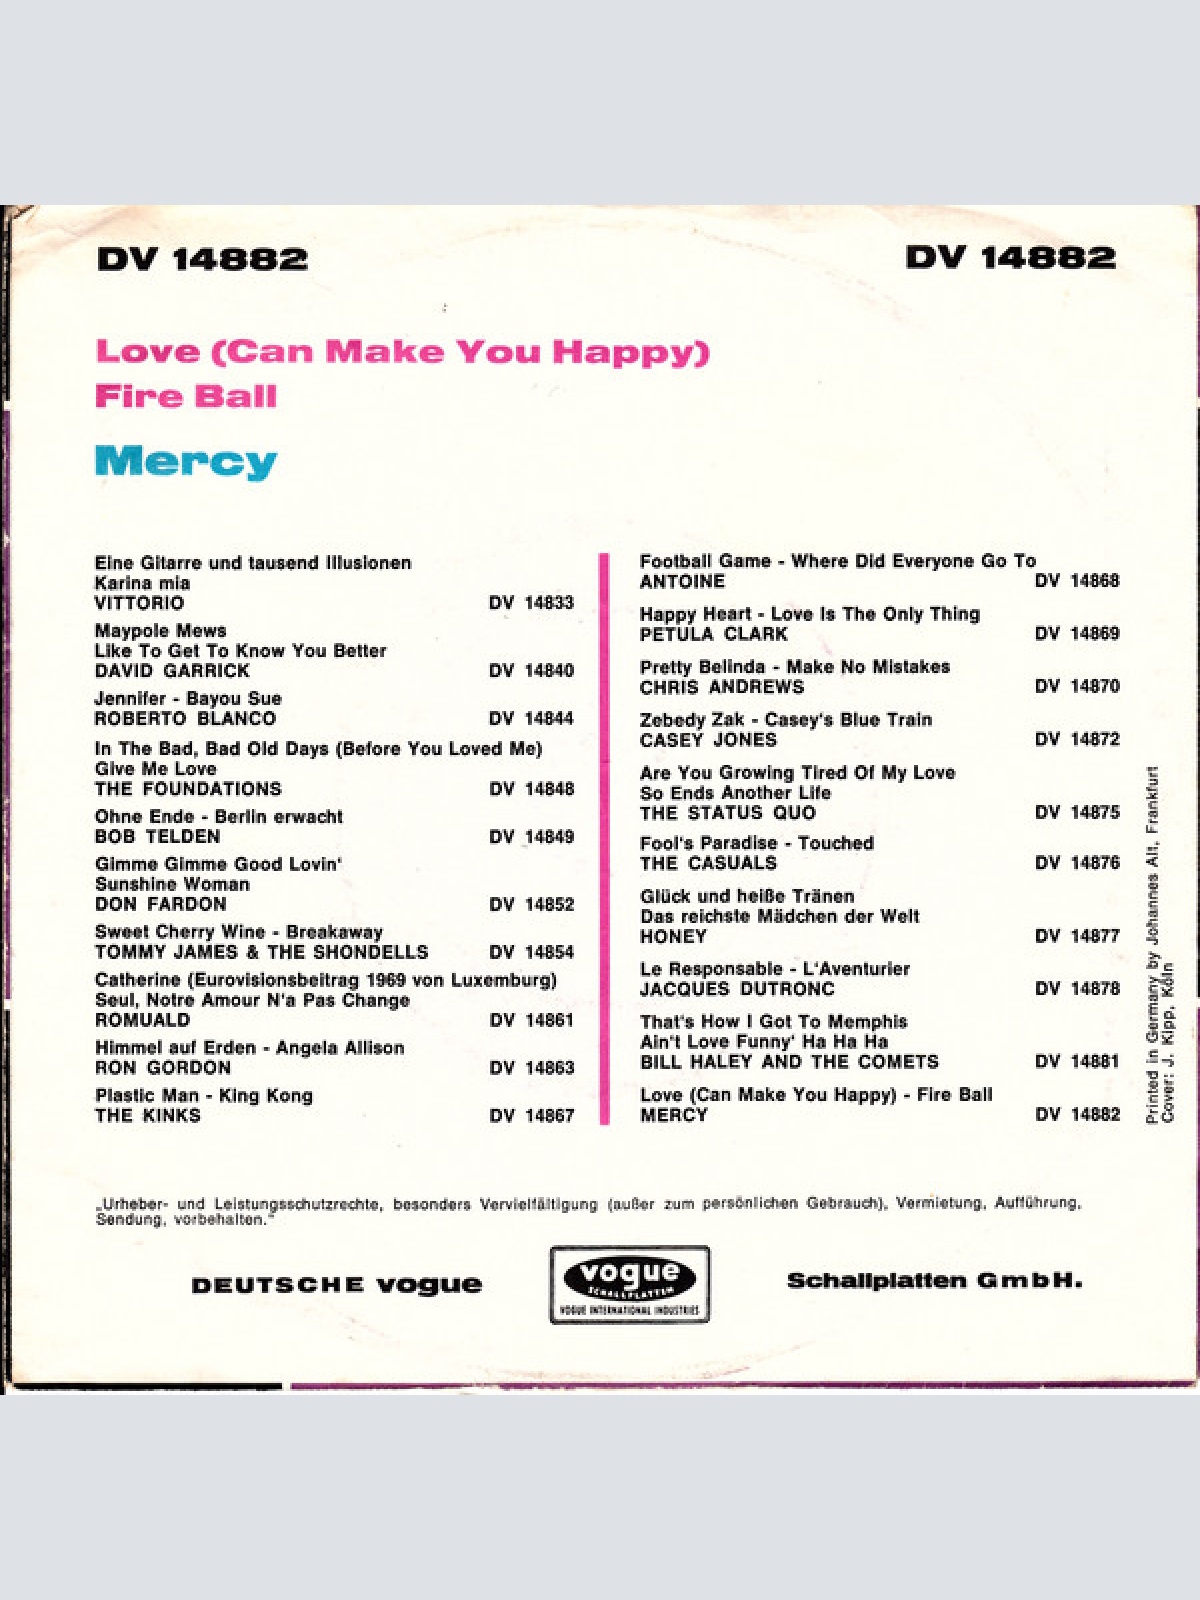 DV 14882
DV 14882
Love (Can Make You Happy)
Fire Ball
Mercy
Eine Gitarre und tausend Illusionen
Karina mia
VITTORIO DV 14833
Maypole Mews
Like To Get To Know You Better
DAVID GARRICK DV 14840
Jennifer - Bayou Sue
ROBERTO BLANCO DV 14844
In The Bad, Bad Old Days (Before You Loved Me)
Give Me Love
THE FOUNDATIONS DV 14848
Ohne Ende - Berlin erwacht
BOB TELDEN DV 14849
Gimme Gimme Good Lovin'
Sunshine Woman
DON FARDON DV 14852
Sweet Cherry Wine - Breakaway
TOMMY JAMES & THE SHONDELLS DV 14854
Catherine (Eurovisionsbeitrag 1969 von Luxemburg)
Seul, Notre Amour N'a Pas Change
ROMUALD DV 14861
Himmel auf Erden - Angela Allison
RON GORDON DV 14863
Plastic Man - King Kong
THE KINKS DV 14867
Football Game - Where Did Everyone Go To
ANTOINE DV 14868
Happy Heart - Love Is The Only Thing
PETULA CLARK DV 14869
Pretty Belinda - Make No Mistakes
CHRIS ANDREWS DV 14870
Zebedy Zak - Casey's Blue Train
CASEY JONES DV 14872
Are You Growing Tired Of My Love
So Ends Another Life
THE STATUS QUO DV 14875
Fool's Paradise - Touched
THE CASUALS DV 14876
Glück und heiße Tränen
Das reichste Mädchen der Welt
HONEY DV 14877
Le Responsable - L'Aventurier
JACQUES DUTRONC DV 14878
That's How I Got To Memphis
Ain't Love Funny' Ha Ha Ha
BILL HALEY AND THE COMETS DV 14881
Love (Can Make You Happy) - Fire Ball
MERCY DV 14882
Printed in Germany by Johannes Alt, Frankfurt
Cover: J. Kipp, Köln
„Urheber- und Leistungsschutzrechte, besonders Vervielfältigung (außer zum persönlichen Gebrauch), Vermietung, Aufführung,
Sendung, vorbehalten."
DEUTSCHE vogue
vogue
SCHALLPLATTEN
VOGUE INTERNATIONAL INDUSTRIES
Schallplatten GmbH.